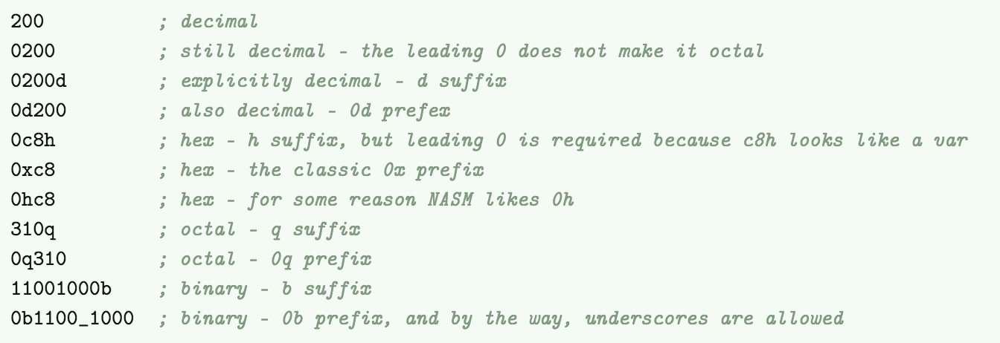 200 ; decimal
0200 ; still decimal - the leading 0 does not make it octal
0200d ; explicitly decimal - d suffix
0d200 ; also decimal - 0d prefex
0c8h ; hex - h suffix, but leading 0 is required because c8h looks like a var
0xc8 ; hex - the classic 0x prefix
0hc8 ; hex - for some reason NASM likes 0h
310q ; octal - q suffix
0q310 ; octal - 0q prefix
11001000b ; binary - b suffix
0b1100_1000 ; binary - 0b prefix, and by the way, underscores are allowed